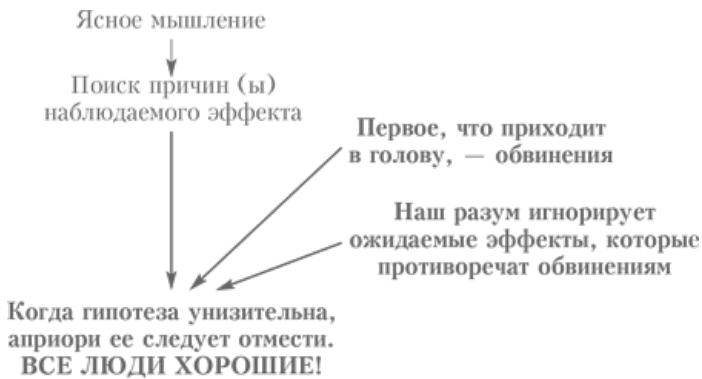 Ясное мышление
Поиск причин (ы)
наблюдаемого эффекта
Первое, что приходит
в голову, — обвинения
Наш разум игнорирует
ожидаемые эффекты, которые
противоречат обвинениям
Когда гипотеза унизительна,
априори ее следует отмести.
ВСЕ ЛЮДИ ХОРОШИЕ!